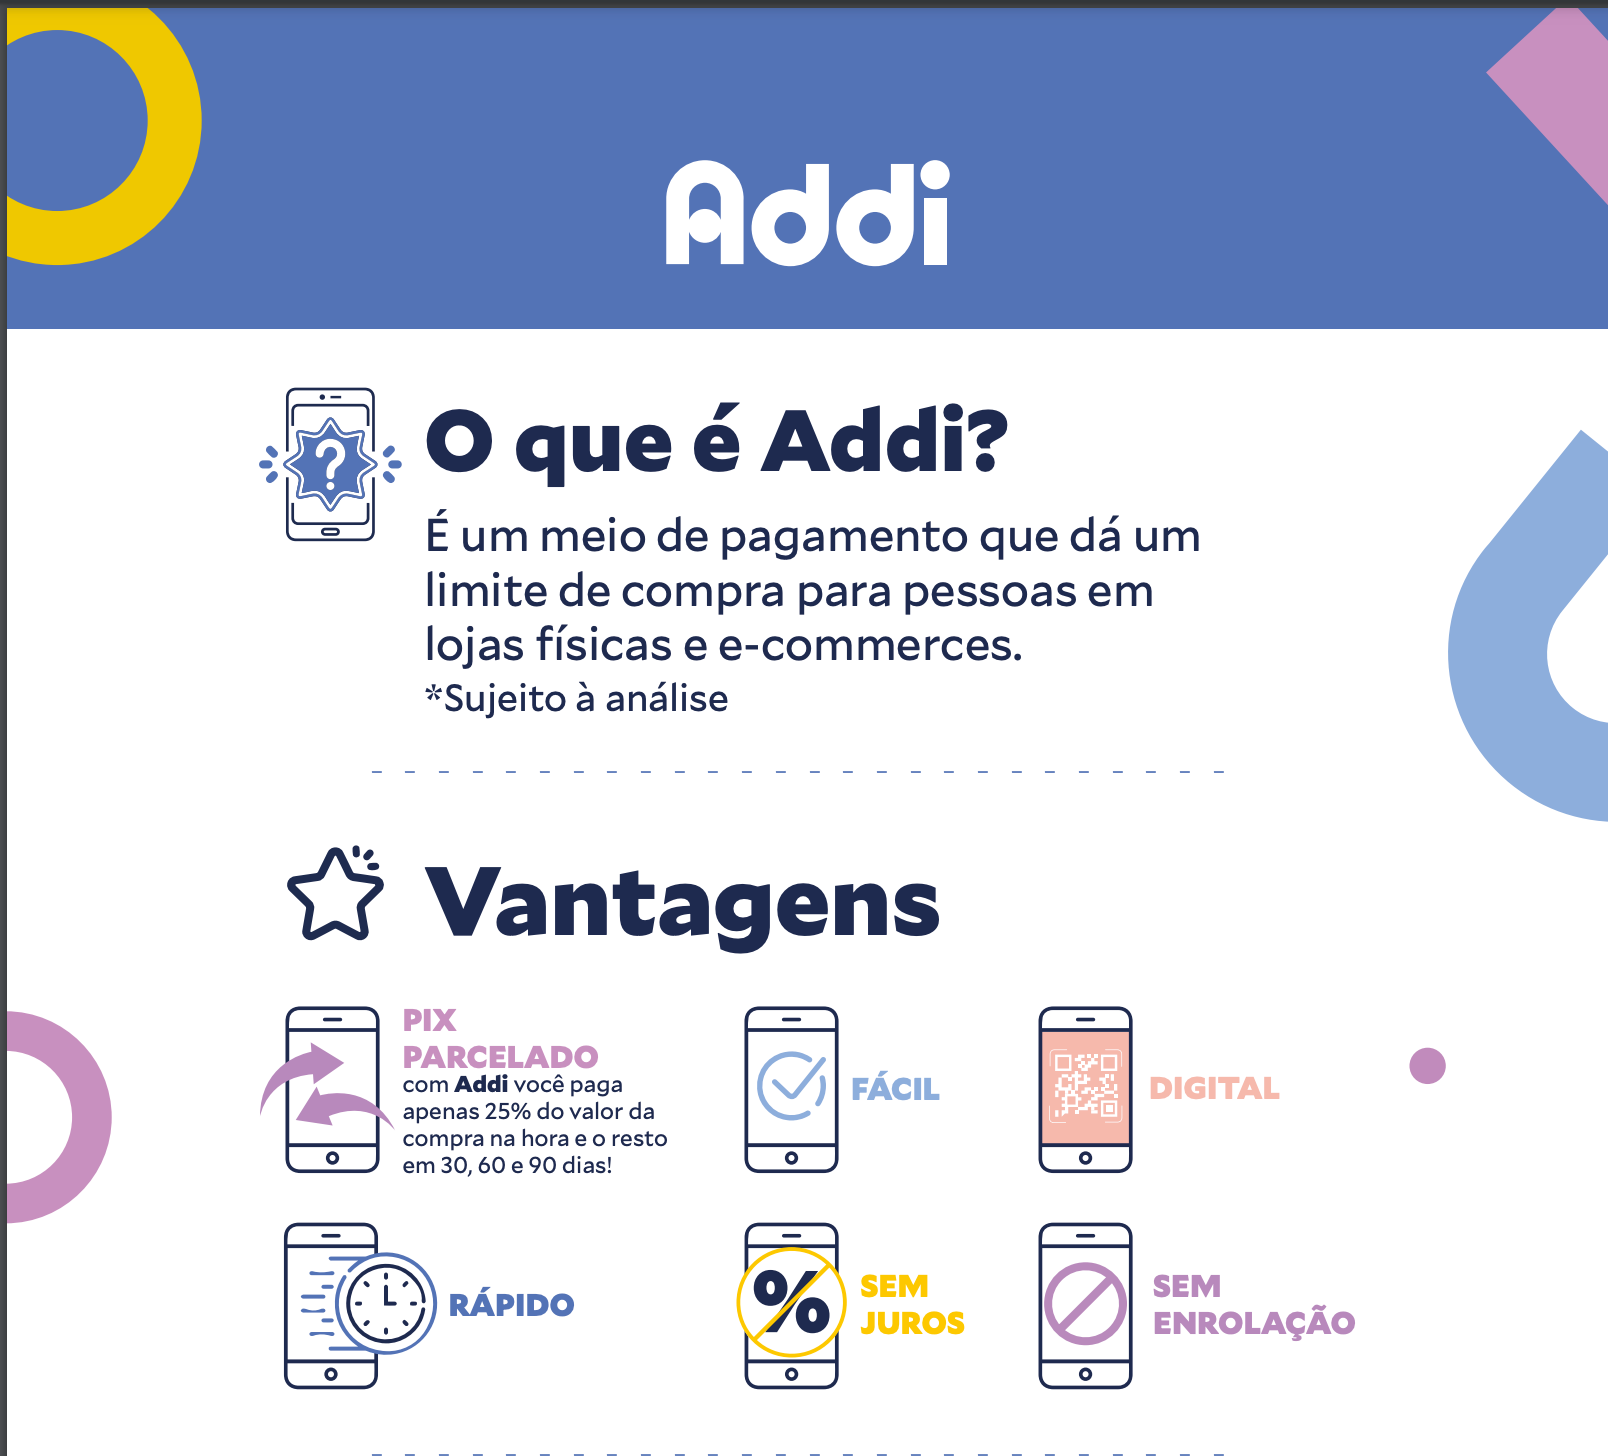 Addi
O que é Addi?
É um meio de pagamento que dá um
limite de compra para pessoas em
lojas físicas e e-commerces.
*Sujeito à análise
Vantagens
PIX
PARCELADO
com Addi você paga
apenas 25% do valor da
compra na hora e o resto
em 30, 60 e 90 dias!
FÁCIL
DIGITAL
RÁPIDO
%
SEM
JUROS
SEM
ENROLAÇÃO